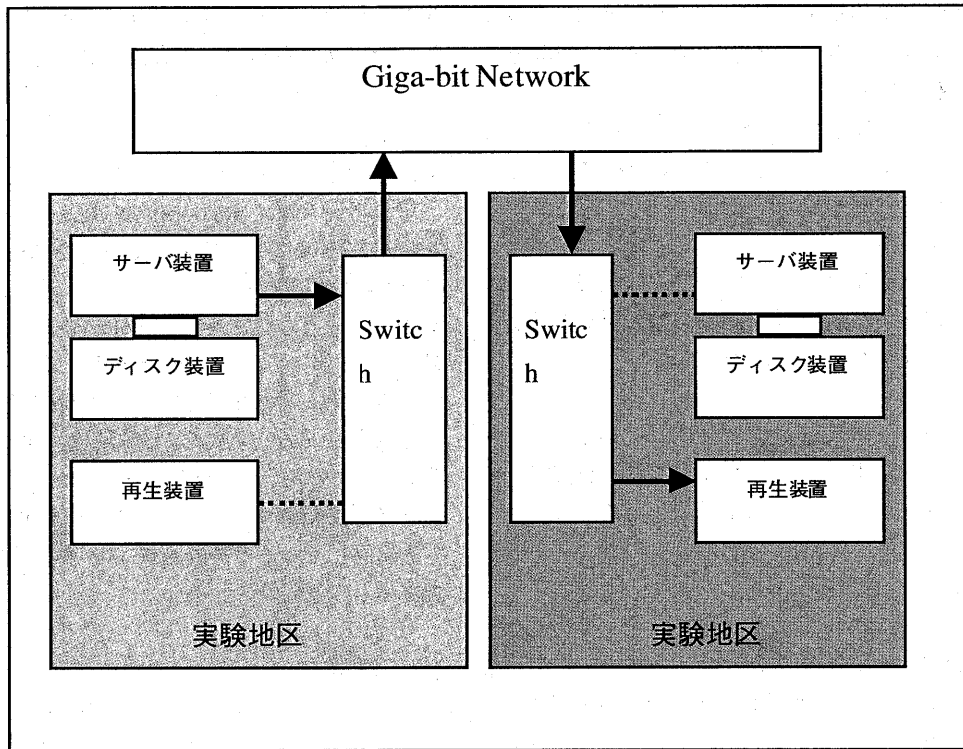 Giga-bit Network
サーバ装置
ディスク装置
再生装置
Switc
h
実験地区
Switc
h
サーバ装置
ディスク装置
再生装置
実験地区